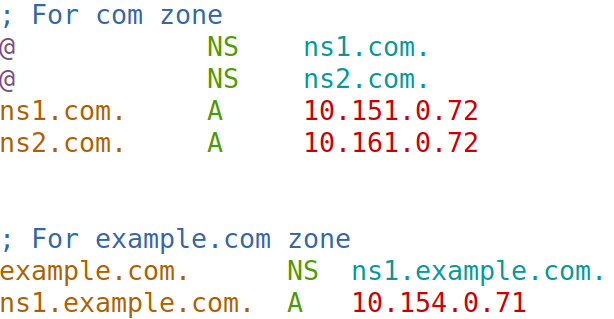 ; For com zone
@ NS ns1.com.
@ NS ns2.com.
ns1.com. A 10.151.0.72
ns2.com. A 10.161.0.72
; For example.com zone
example.com. NS ns1.example.com.
ns1.example.com. A 10.154.0.71